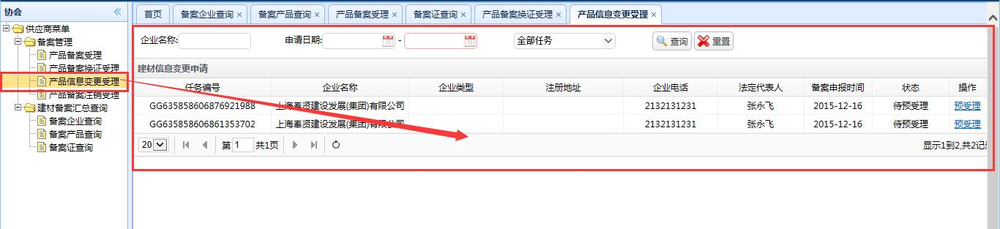 协会
供应商菜单
备案管理
产品备案受理
产品备案换证受理
产品信息变更受理
产品备案注销受理
建材备案汇总查询
备案企业查询
备案产品查询
备案证查询
首页 备案企业查询 备案产品查询 产品备案受理 备案证查询 产品备案换证受理 产品信息变更受理
企业名称: 申请日期: - 全部任务 查询 重置
建材信息变更申请
任务编号 企业名称 企业类型 注册地址 企业电话 法定代表人 备案申报时间 状态 操作
GG635858606876921988 上海奉贤建设发展(集团)有限公司 2132131231 张永飞 2015-12-16 待预受理 预受理
GG635858606861353702 上海奉贤建设发展(集团)有限公司 2132131231 张永飞 2015-12-16 待预受理 预受理
20 第 1 共1页 显示1到2,共2记